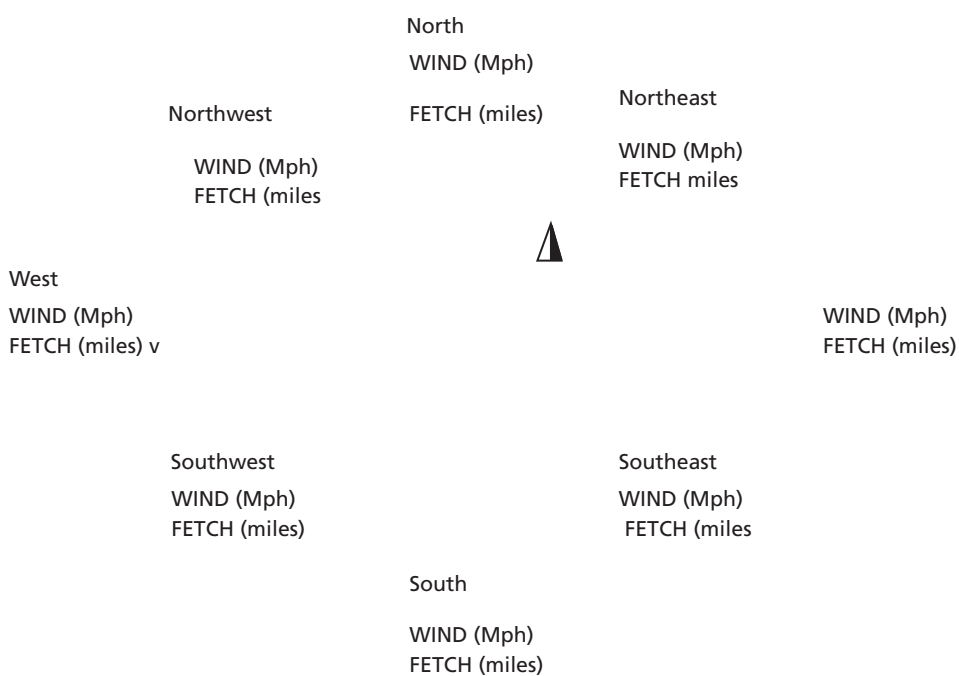 North
WIND (Mph)
FETCH (miles)
Northwest
WIND (Mph)
FETCH (miles
Northeast
WIND (Mph)
FETCH miles
West
WIND (Mph)
FETCH (miles) v
WIND (Mph)
FETCH (miles)
Southwest
WIND (Mph)
FETCH (miles)
Southeast
WIND (Mph)
FETCH (miles
South
WIND (Mph)
FETCH (miles)